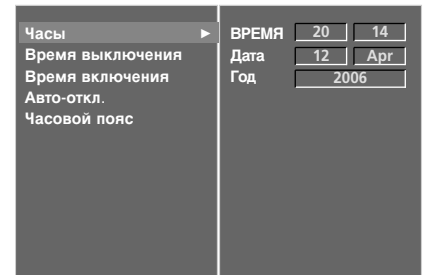 Часы ►
Время выключения
Время включения
Авто-откл.
Часовой пояс
ВРЕМЯ 20 14
Дата 12 Apr
Год 2006